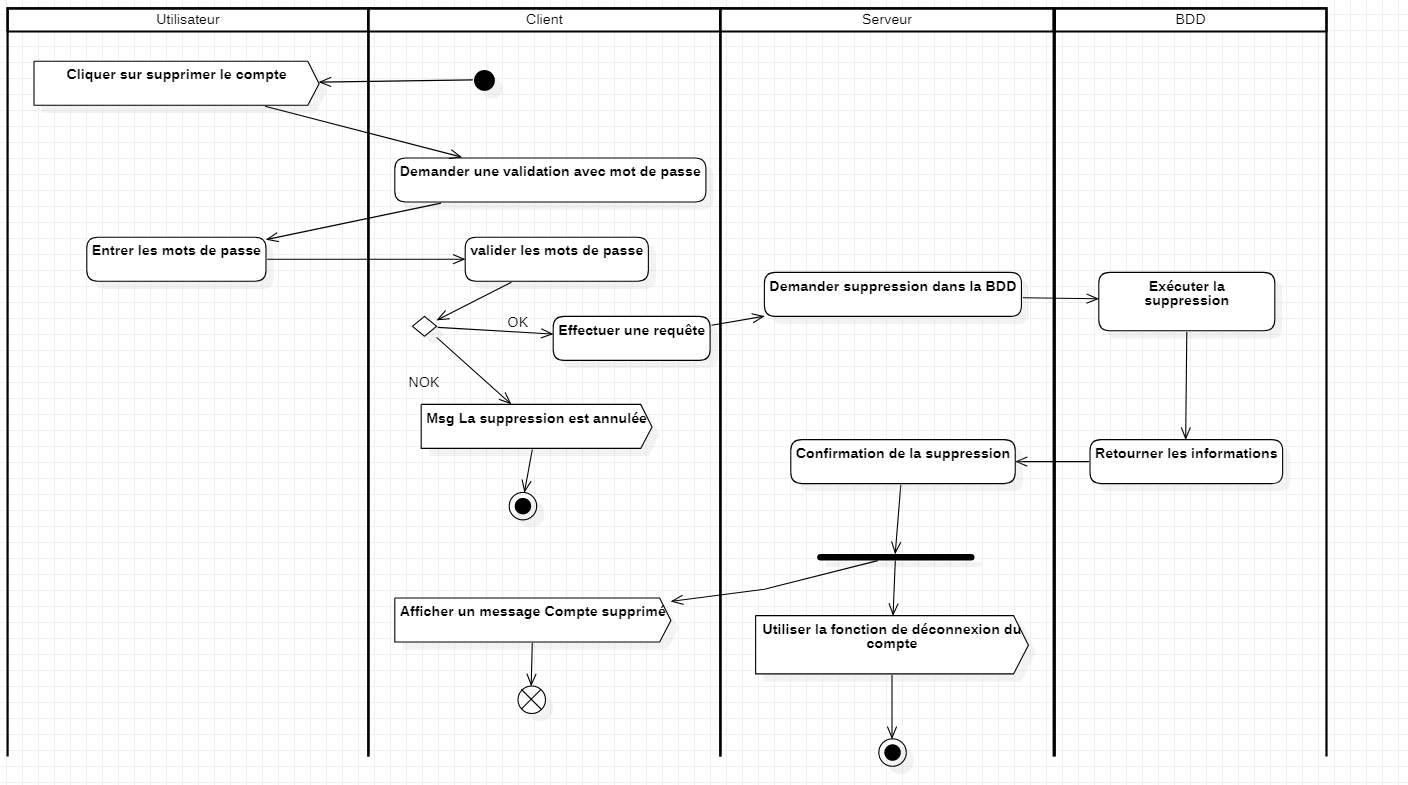 Utilisateur
Client
Serveur
BDD
Cliquer sur supprimer le compte
Demander une validation avec mot de passe
Entrer les mots de passe
valider les mots de passe
OK
Effectuer une requête
Demander suppression dans la BDD
Exécuter la
suppression
NOK
Msg La suppression est annulée
Confirmation de la suppression
Retourner les informations
Afficher un message Compte supprimé
Utiliser la fonction de déconnexion du
compte